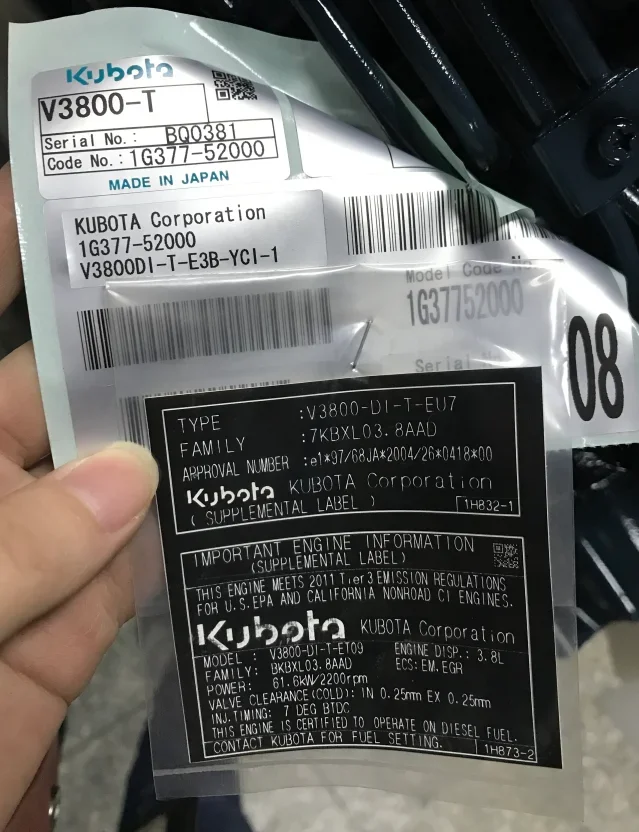 Kubota
V3800-T
Serial No.: BQ0381
Code No.: 1G377-52000
MADE IN JAPAN
KUBOTA Corporation
1G377-52000
V3800DI-T-E3B-YCI-1
Model Code No
1G37752000
Serial
08
TYPE :V3800-DI-T-EU7
FAMILY :7KBXL03.8AAD
APPROVAL NUMBER :e1*97/68JA*2004/26*0418*00
Kubota KUBOTA Corporation
( SUPPLEMENTAL LABEL ) 1H832-1
IMPORTANT ENGINE INFORMATION
(SUPPLEMENTAL LABEL)
THIS ENGINE MEETS 2011 Tier3 EMISSION REGULATIONS
FOR U.S.EPA AND CALIFORNIA NONROAD CI ENGINES.
Kubota KUBOTA Corporation
MODEL : V3800-DI-T-ET09 ENGINE DISP.: 3.8L
FAMILY: BKBXL03.8AAD ECS: EM,EGR
POWER: 61.6kW/2200rpm
VALVE CLEARANCE(COLD): IN 0.25mm EX 0.25mm
INJ.TIMING: 7 DEG BTDC
THIS ENGINE IS CERTIFIED TO OPERATE ON DIESEL FUEL.
CONTACT KUBOTA FOR FUEL SETTING. 1H873-2